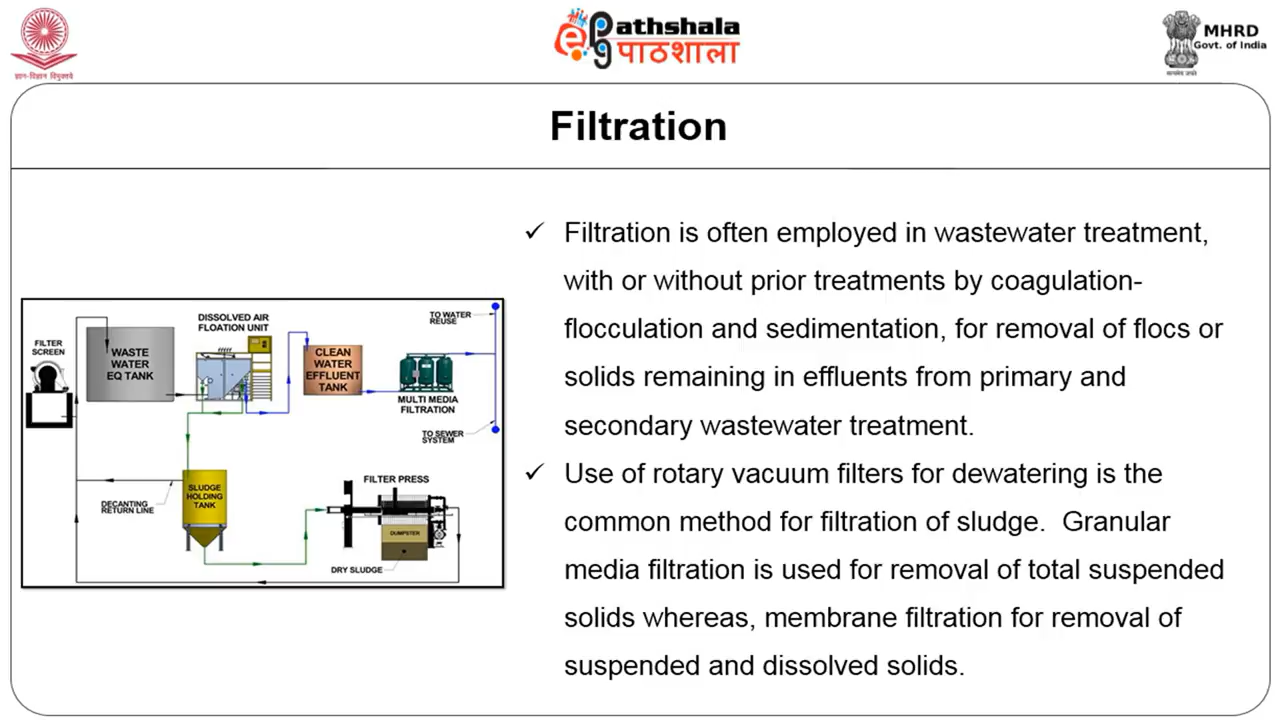 ज्ञान-विज्ञान विमुक्तये
ePathshala
पाठशाला
MHRD
Govt. of India
सत्यमेव जयते
Filtration
FILTER
SCREEN
WASTE
WATER
EQ TANK
DISSOLVED AIR
FLOATION UNIT
CLEAN
WATER
EFFLUENT
TANK
TO WATER
REUSE
MULTI MEDIA
FILTRATION
TO SEWER
SYSTEM
DECANTING
RETURN LINE
SLUDGE
HOLDING
TANK
FILTER PRESS
DUMPSTER
DRY SLUDGE
✓ Filtration is often employed in wastewater treatment,
with or without prior treatments by coagulation-
flocculation and sedimentation, for removal of flocs or
solids remaining in effluents from primary and
secondary wastewater treatment.
✓ Use of rotary vacuum filters for dewatering is the
common method for filtration of sludge. Granular
media filtration is used for removal of total suspended
solids whereas, membrane filtration for removal of
suspended and dissolved solids.